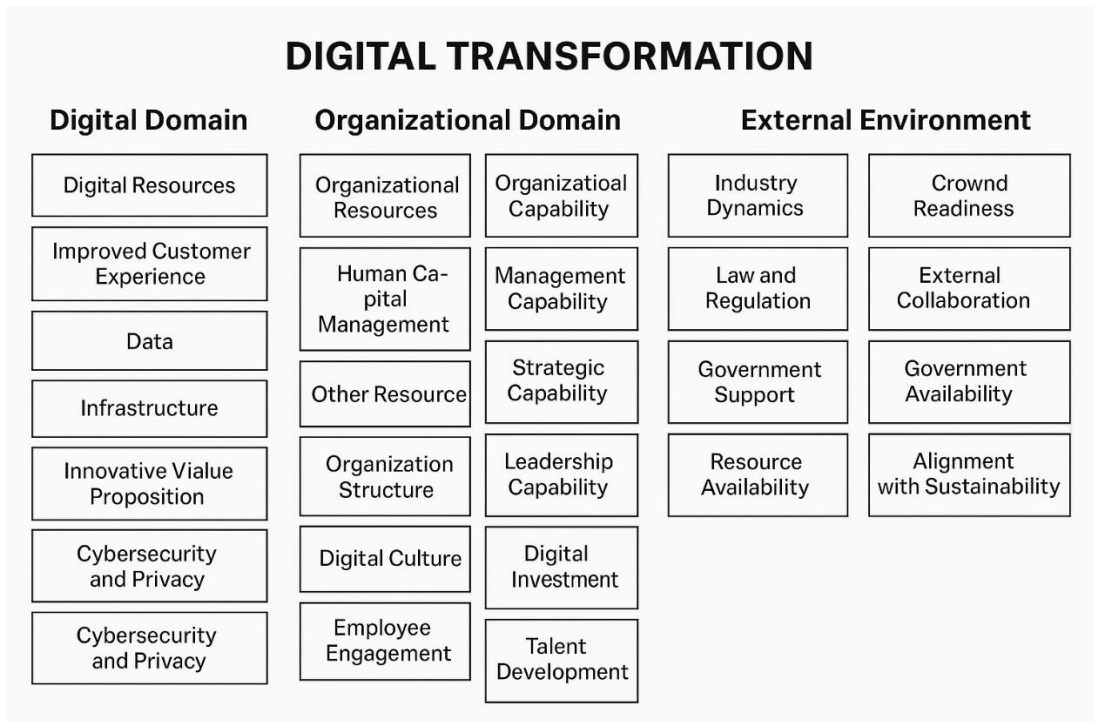 DIGITAL TRANSFORMATION
Digital Domain
Digital Resources
Improved Customer
Experience
Data
Infrastructure
Innovative Vialue
Proposition
Cybersecurity
and Privacy
Cybersecurity
and Privacy
Organizational Domain
Organizational
Resources
Human Ca-
pital
Management
Other Resource
Organization
Structure
Digital Culture
Employee
Engagement
Organizatioal
Capability
Management
Capability
Strategic
Capability
Leadership
Capability
Digital
Investment
Talent
Development
External Environment
Industry
Dynamics
Law and
Regulation
Government
Support
Resource
Availability
Crownd
Readiness
External
Collaboration
Government
Availability
Alignment
with Sustainability